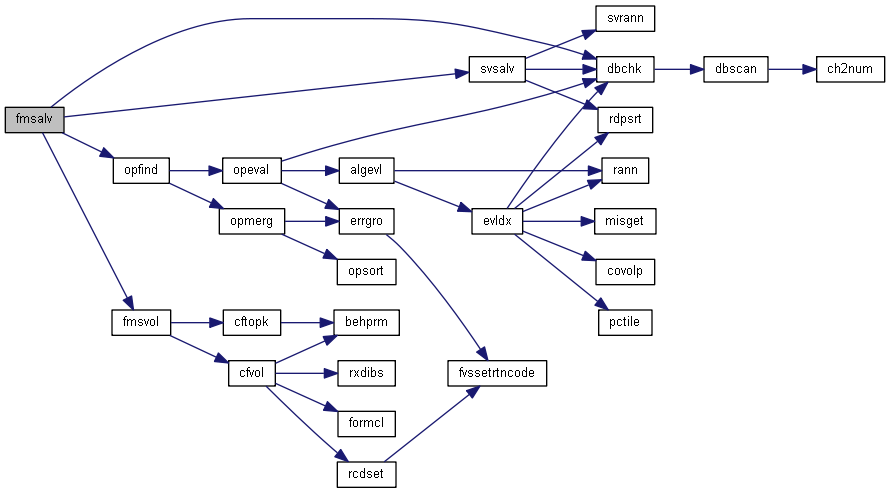 svrann
svsalv
dbchk
dbscan
ch2num
fmsalv
rdpsrt
opfind
opeval
algevl
rann
opmerg
errgro
evldx
misget
opsort
covolp
fmsvol
cftopk
behprm
pctile
cfvol
rxdibs
fvssetrtncode
formcl
rcdset